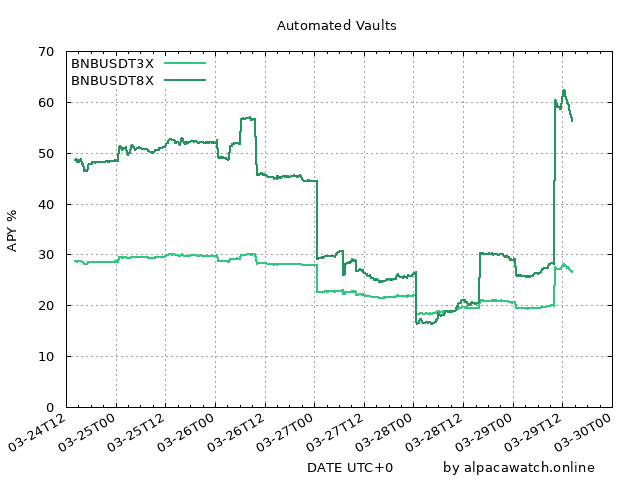 Automated Vaults
BNBUSDT3X
BNBUSDT8X
APY %
70
60
50
40
30
20
10
0
03-24T12
03-25T00
03-25T12
03-26T00
03-26T12
03-27T00
03-27T12
03-28T00
03-28T12
03-29T00
03-29T12
03-30T00
DATE UTC+0
by alpacawatch.online